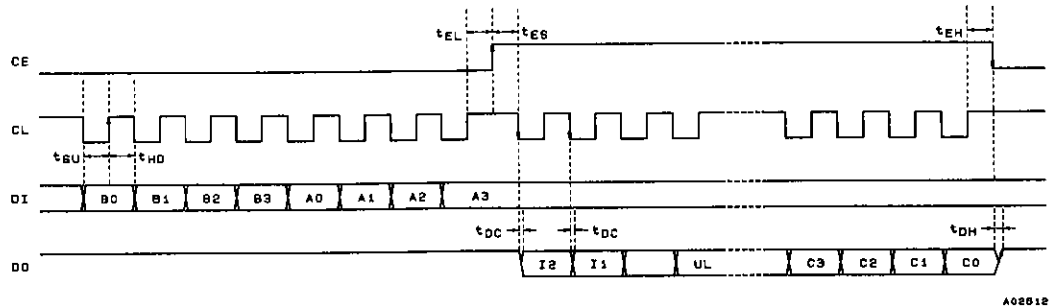 tEL tES tEH
CE
CL
tSU tHD
DI B0 B1 B2 B3 A0 A1 A2 A3
tDC tDC tDH
DO I2 I1 UL C3 C2 C1 C0
A02512